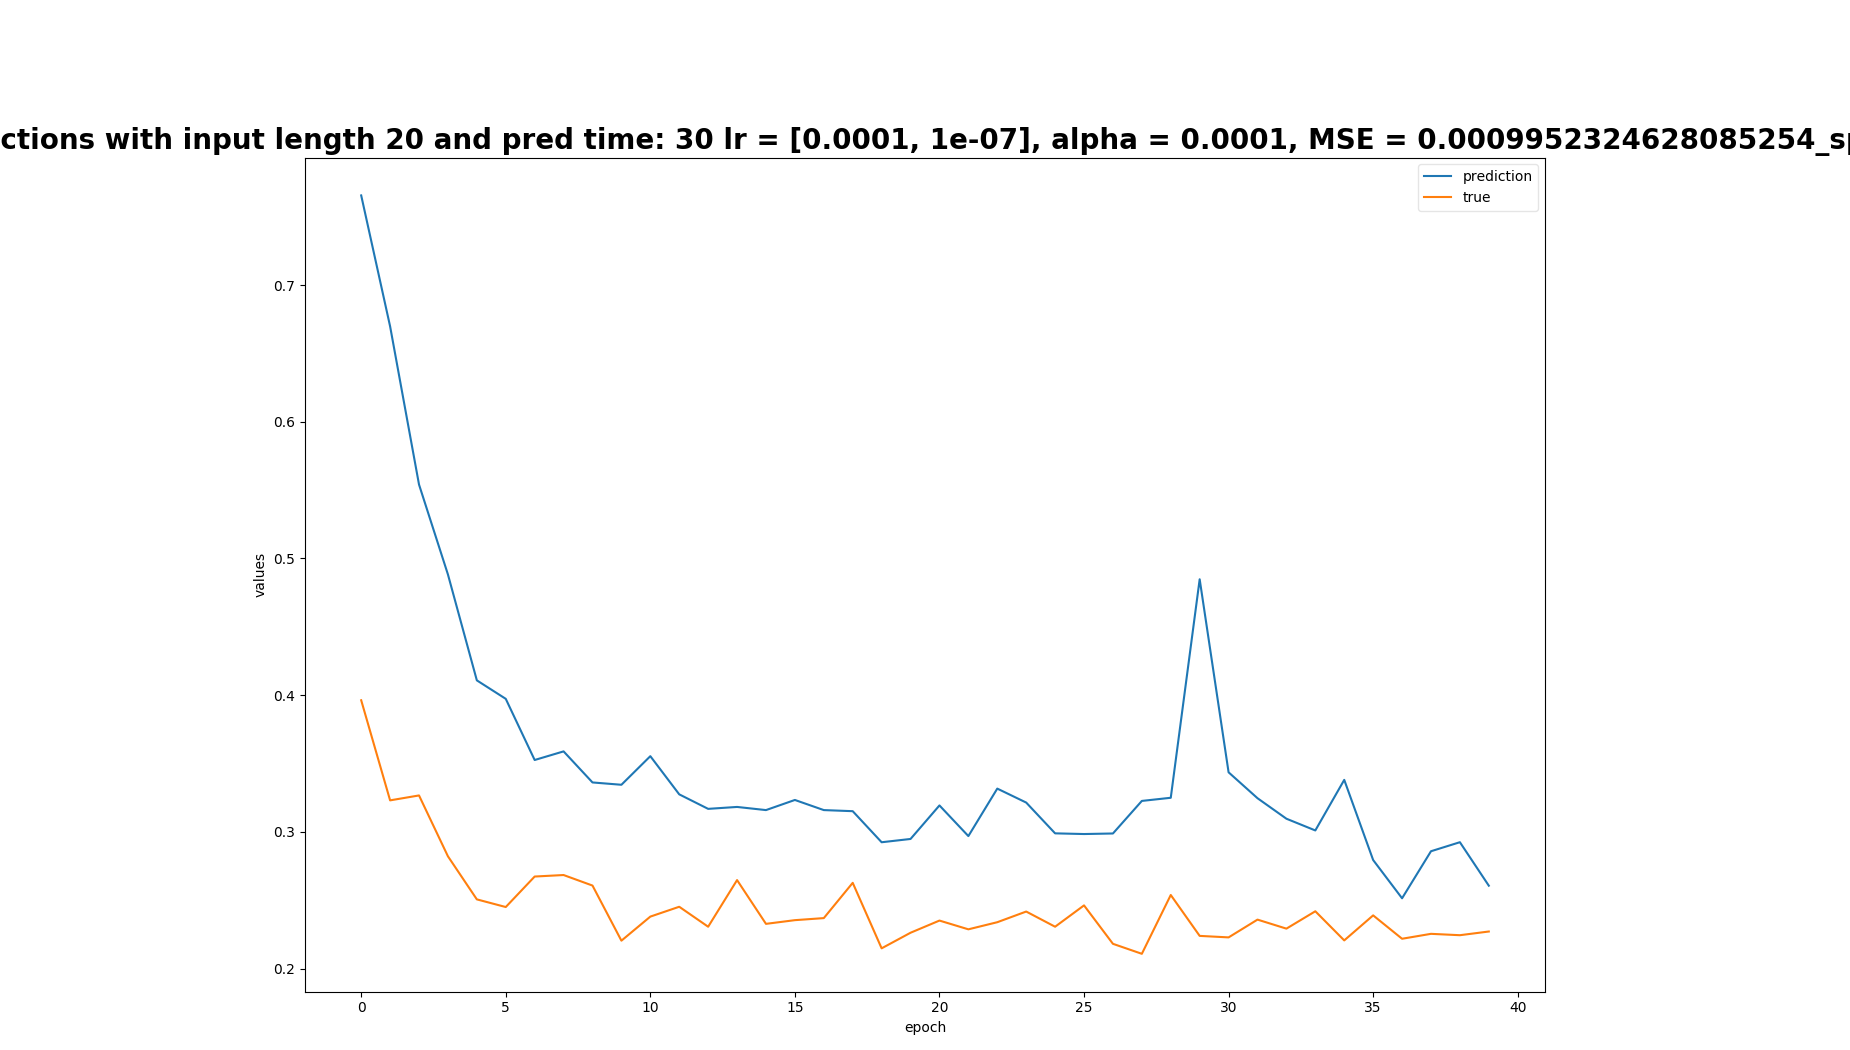 ctions with input length 20 and pred time: 30 lr = [0.0001, 1e-07], alpha = 0.0001, MSE = 0.0009952324628085254_sp
prediction
true
0.7
0.6
0.5
0.4
0.3
0.2
values
0 5 10 15 20 25 30 35 40
epoch